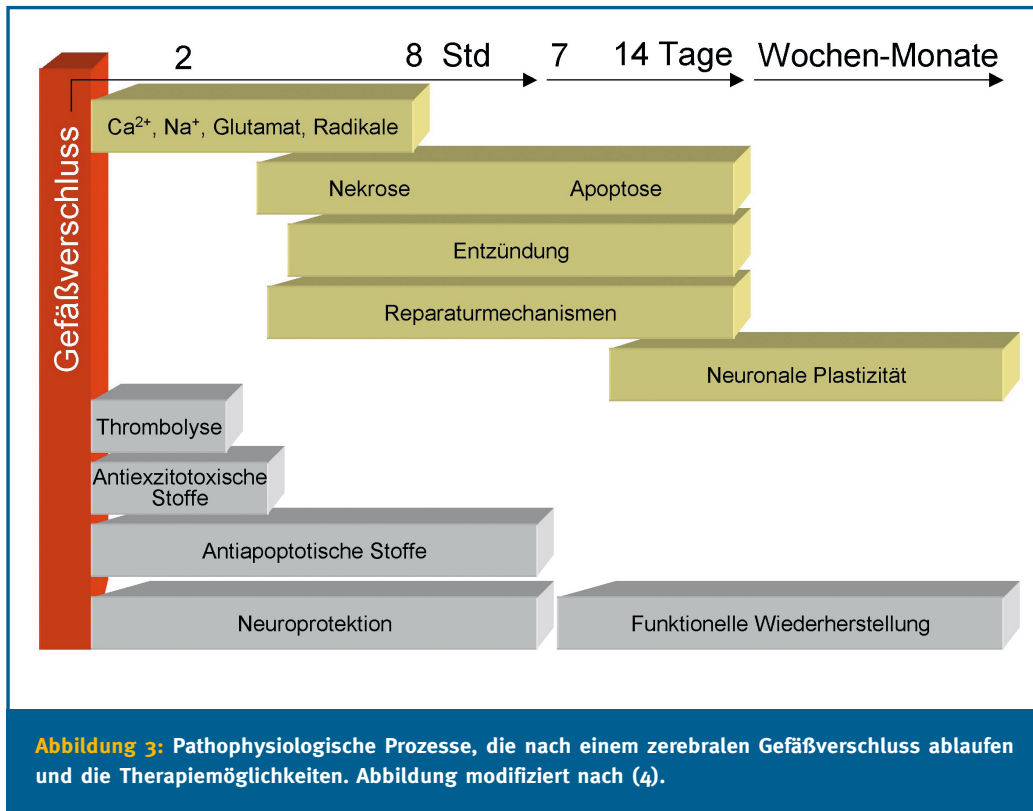 2 8 Std 7 14 Tage Wochen-Monate
Gefäßverschluss
Ca²⁺, Na⁺, Glutamat, Radikale
Nekrose Apoptose
Entzündung
Reparaturmechanismen
Neuronale Plastizität
Thrombolyse
Antiexzitotoxische
Stoffe
Antiapoptotische Stoffe
Neuroprotektion Funktionelle Wiederherstellung
Abbildung 3: Pathophysiologische Prozesse, die nach einem zerebralen Gefäßverschluss ablaufen
und die Therapiemöglichkeiten. Abbildung modifiziert nach (4).